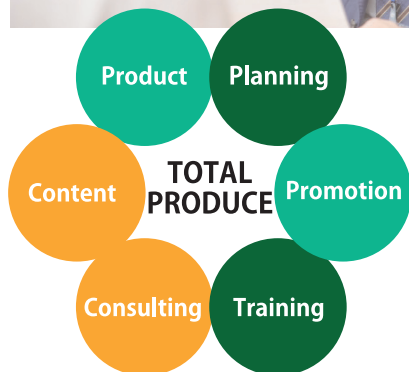 Product
Planning
Content
TOTAL
PRODUCE
Promotion
Consulting
Training